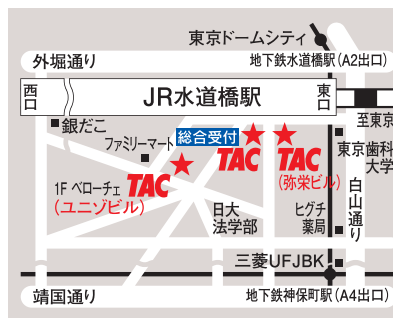 東京ドームシティ
外堀通り
地下鉄水道橋駅(A2出口)
西口
JR水道橋駅
東口
至東京
銀だこ
ファミリーマート
総合受付
TAC
TAC
(弥栄ビル)
東京歯科
大学
1F ベローチェ
TAC
(ユニゾビル)
日大
法学部
ヒグチ
薬局
白山通り
三菱UFJBK
靖国通り
地下鉄神保町駅(A4出口)